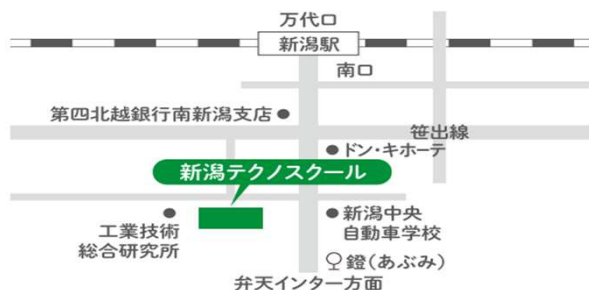 万代口
新潟駅
南口
第四北越銀行南新潟支店
笹出線
ドン・キホーテ
新潟テクノスクール
工業技術
総合研究所
新潟中央
自動車学校
鐙(あぶみ)
弁天インター方面